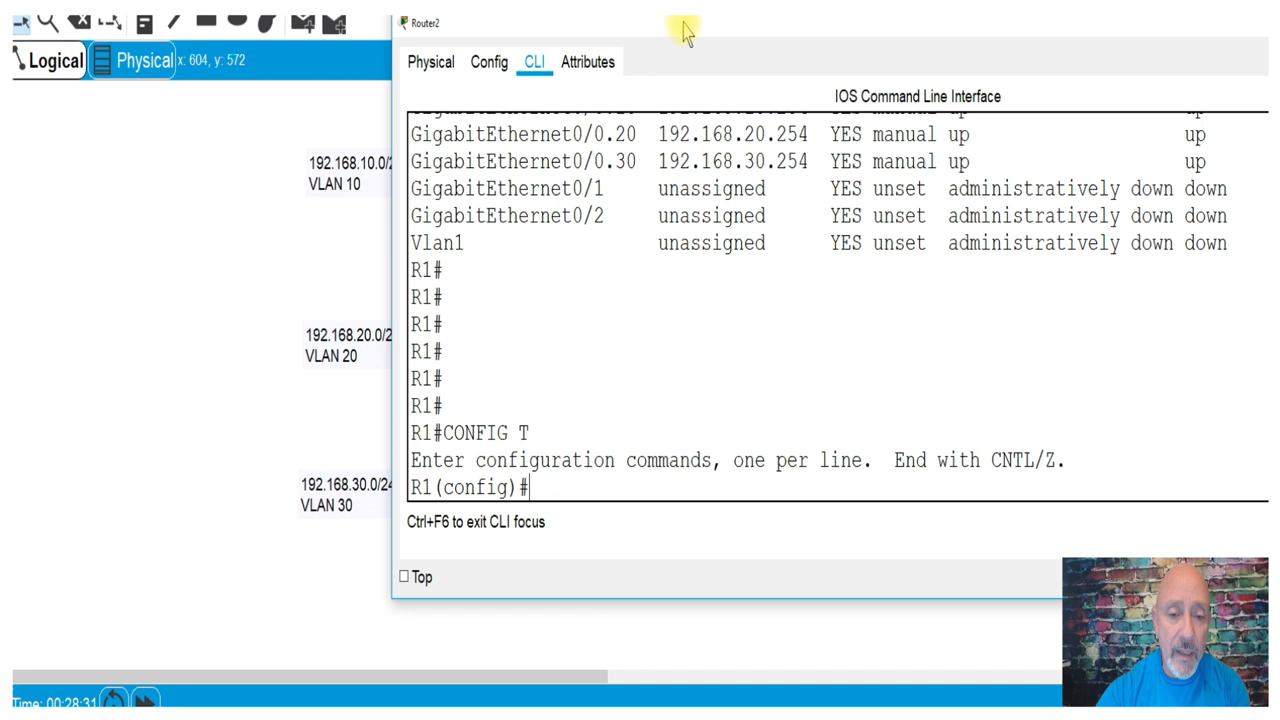 Router2
Logical
Physical
x: 604, y: 572
Physical
Config
CLI
Attributes
IOS Command Line Interface
192.168.10.0/2
VLAN 10
192.168.20.0/2
VLAN 20
192.168.30.0/24
VLAN 30
GigabitEthernet0/0.20 192.168.20.254 YES manual up up
GigabitEthernet0/0.30 192.168.30.254 YES manual up up
GigabitEthernet0/1 unassigned YES unset administratively down down
GigabitEthernet0/2 unassigned YES unset administratively down down
Vlan1 unassigned YES unset administratively down down
R1#
R1#
R1#
R1#
R1#
R1#
R1#CONFIG T
Enter configuration commands, one per line. End with CNTL/Z.
R1(config)#
Ctrl+F6 to exit CLI focus
Top
Time: 00:28:31